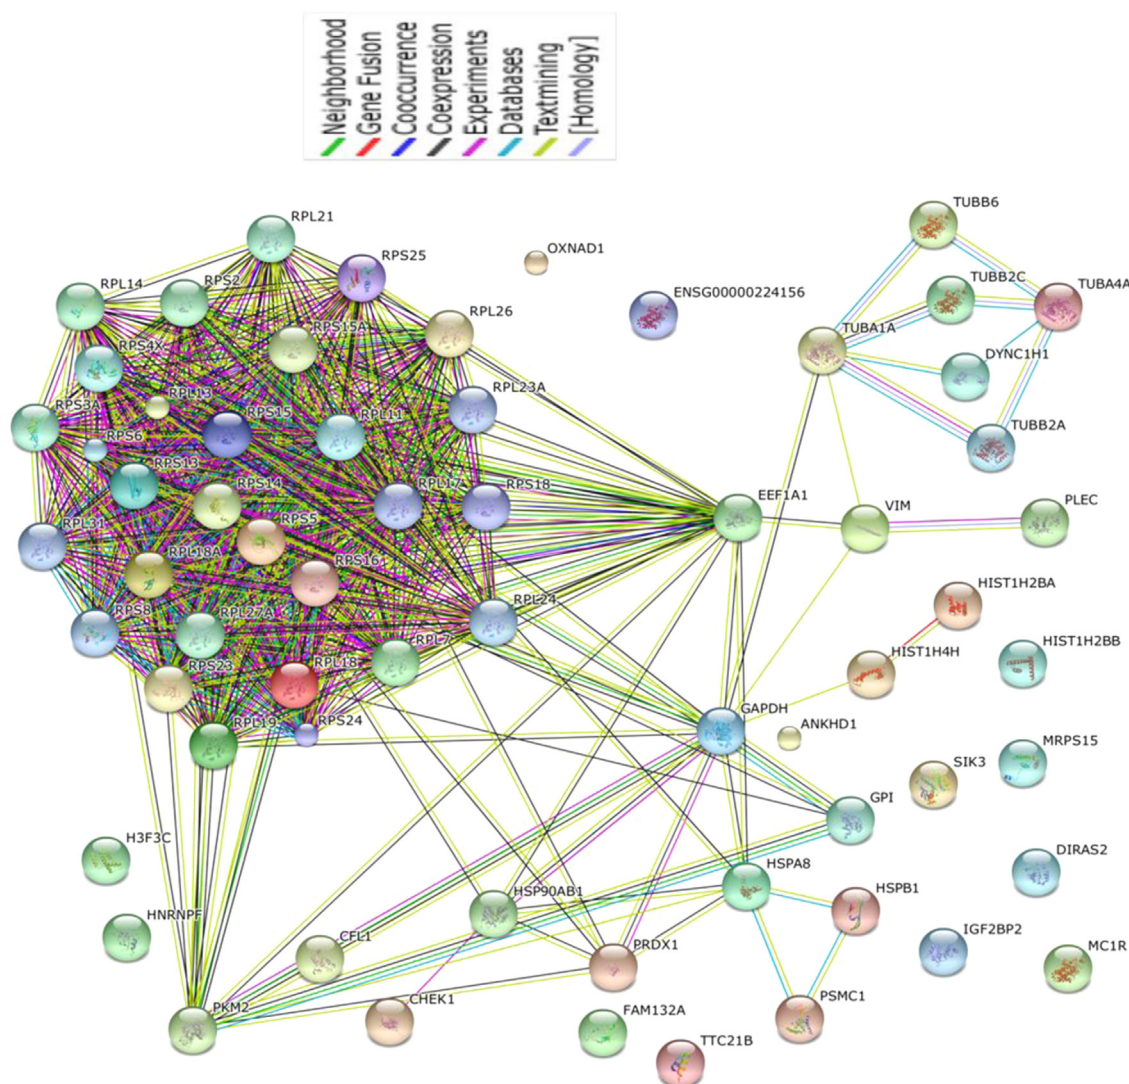 Neighborhood
Gene Fusion
Cooccurrence
Coexpression
Experiments
Databases
Textmining
[Homology]
TUBB6
RPL21
OXNAD1
RPS25
RPL14
RPS2
TUBB2C
TUBA4A
ENSG00000224156
RPL26
RPS15A
TUBA1A
RPS4X
DYNC1H1
RPL23A
RPL13
RPS3A
RPS15
RPL11
TUBB2A
RPS6
RPS13
RPS14
RPL17
RPS18
EEF1A1
VIM
PLEC
RPL31
RPS5
RPL18A
RPS16
HIST1H2BA
RPL24
RPS8
RPL27A
HIST1H2BB
RPL7
HIST1H4H
RPS23
RPL18
GAPDH
RPL19
RPS24
ANKHD1
MRPS15
SIK3
GPI
H3F3C
DIRAS2
HSPA8
HSP90AB1
HSPB1
HNRNPF
IGF2BP2
CFL1
PRDX1
MC1R
PSMC1
CHEK1
PKM2
FAM132A
TTC21B